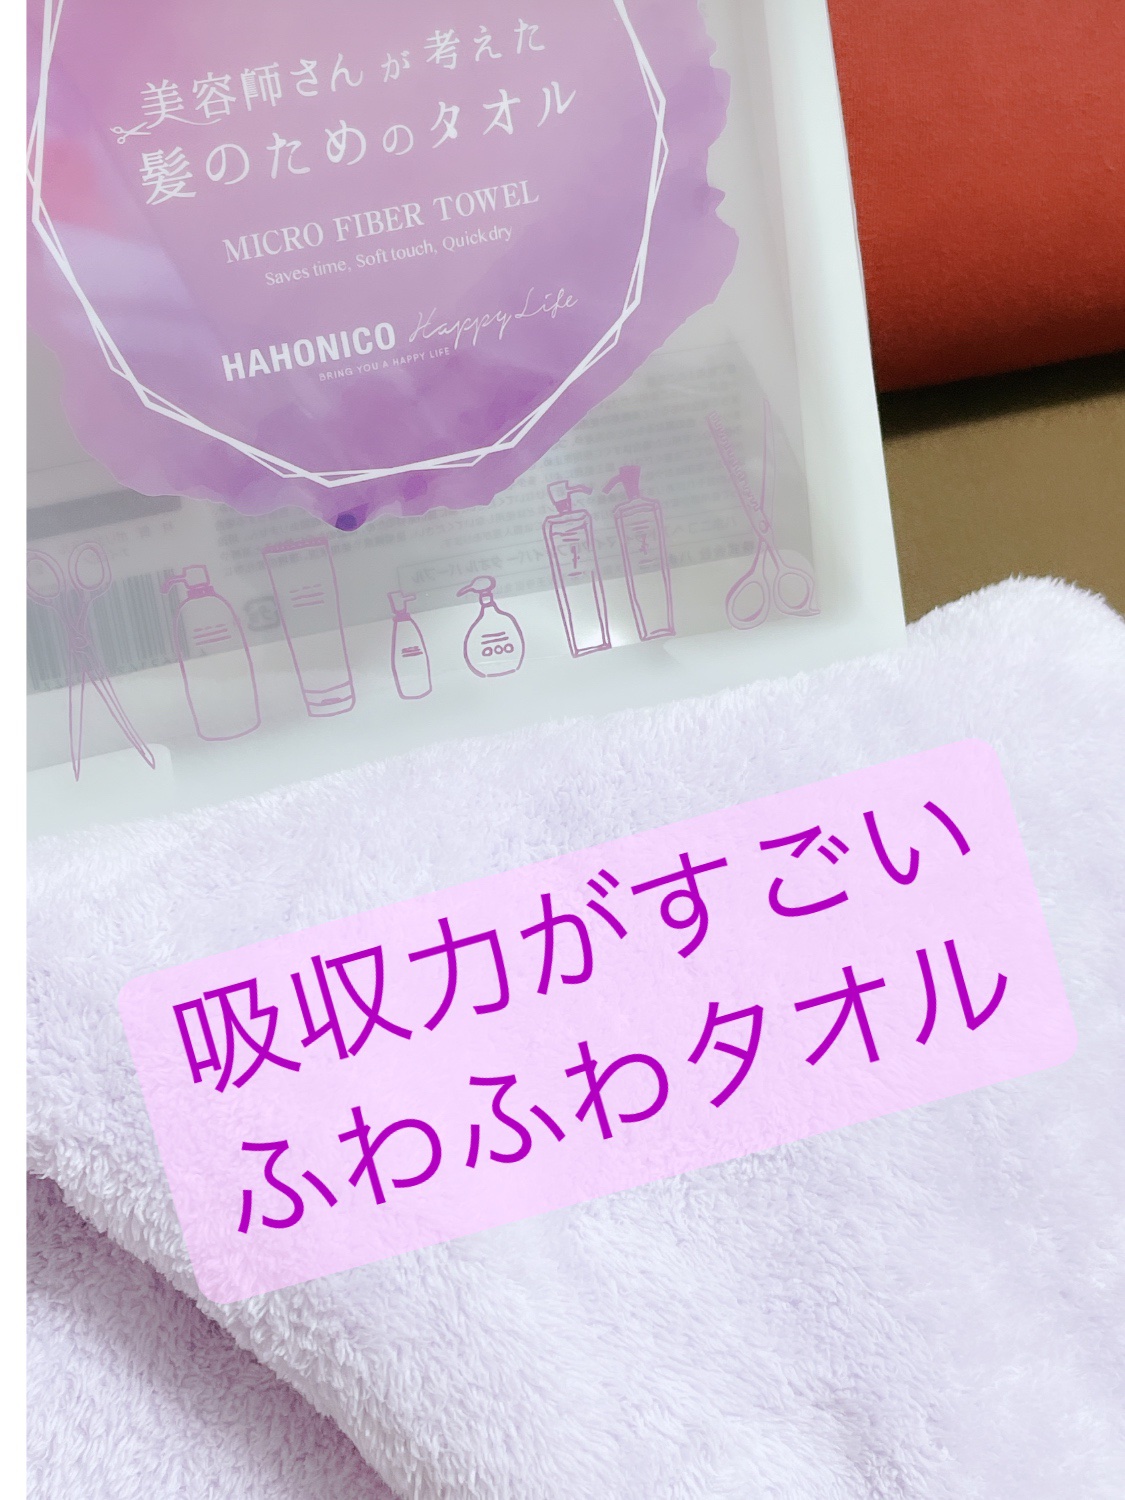 美容師さんが考えた
髪のためのタオル
MICRO FIBER TOWEL
Saves time, Soft touch, Quick dry
HAHONICO Happy Life
BRING YOU A HAPPY LIFE
吸収力がすごい
ふわふわタオル